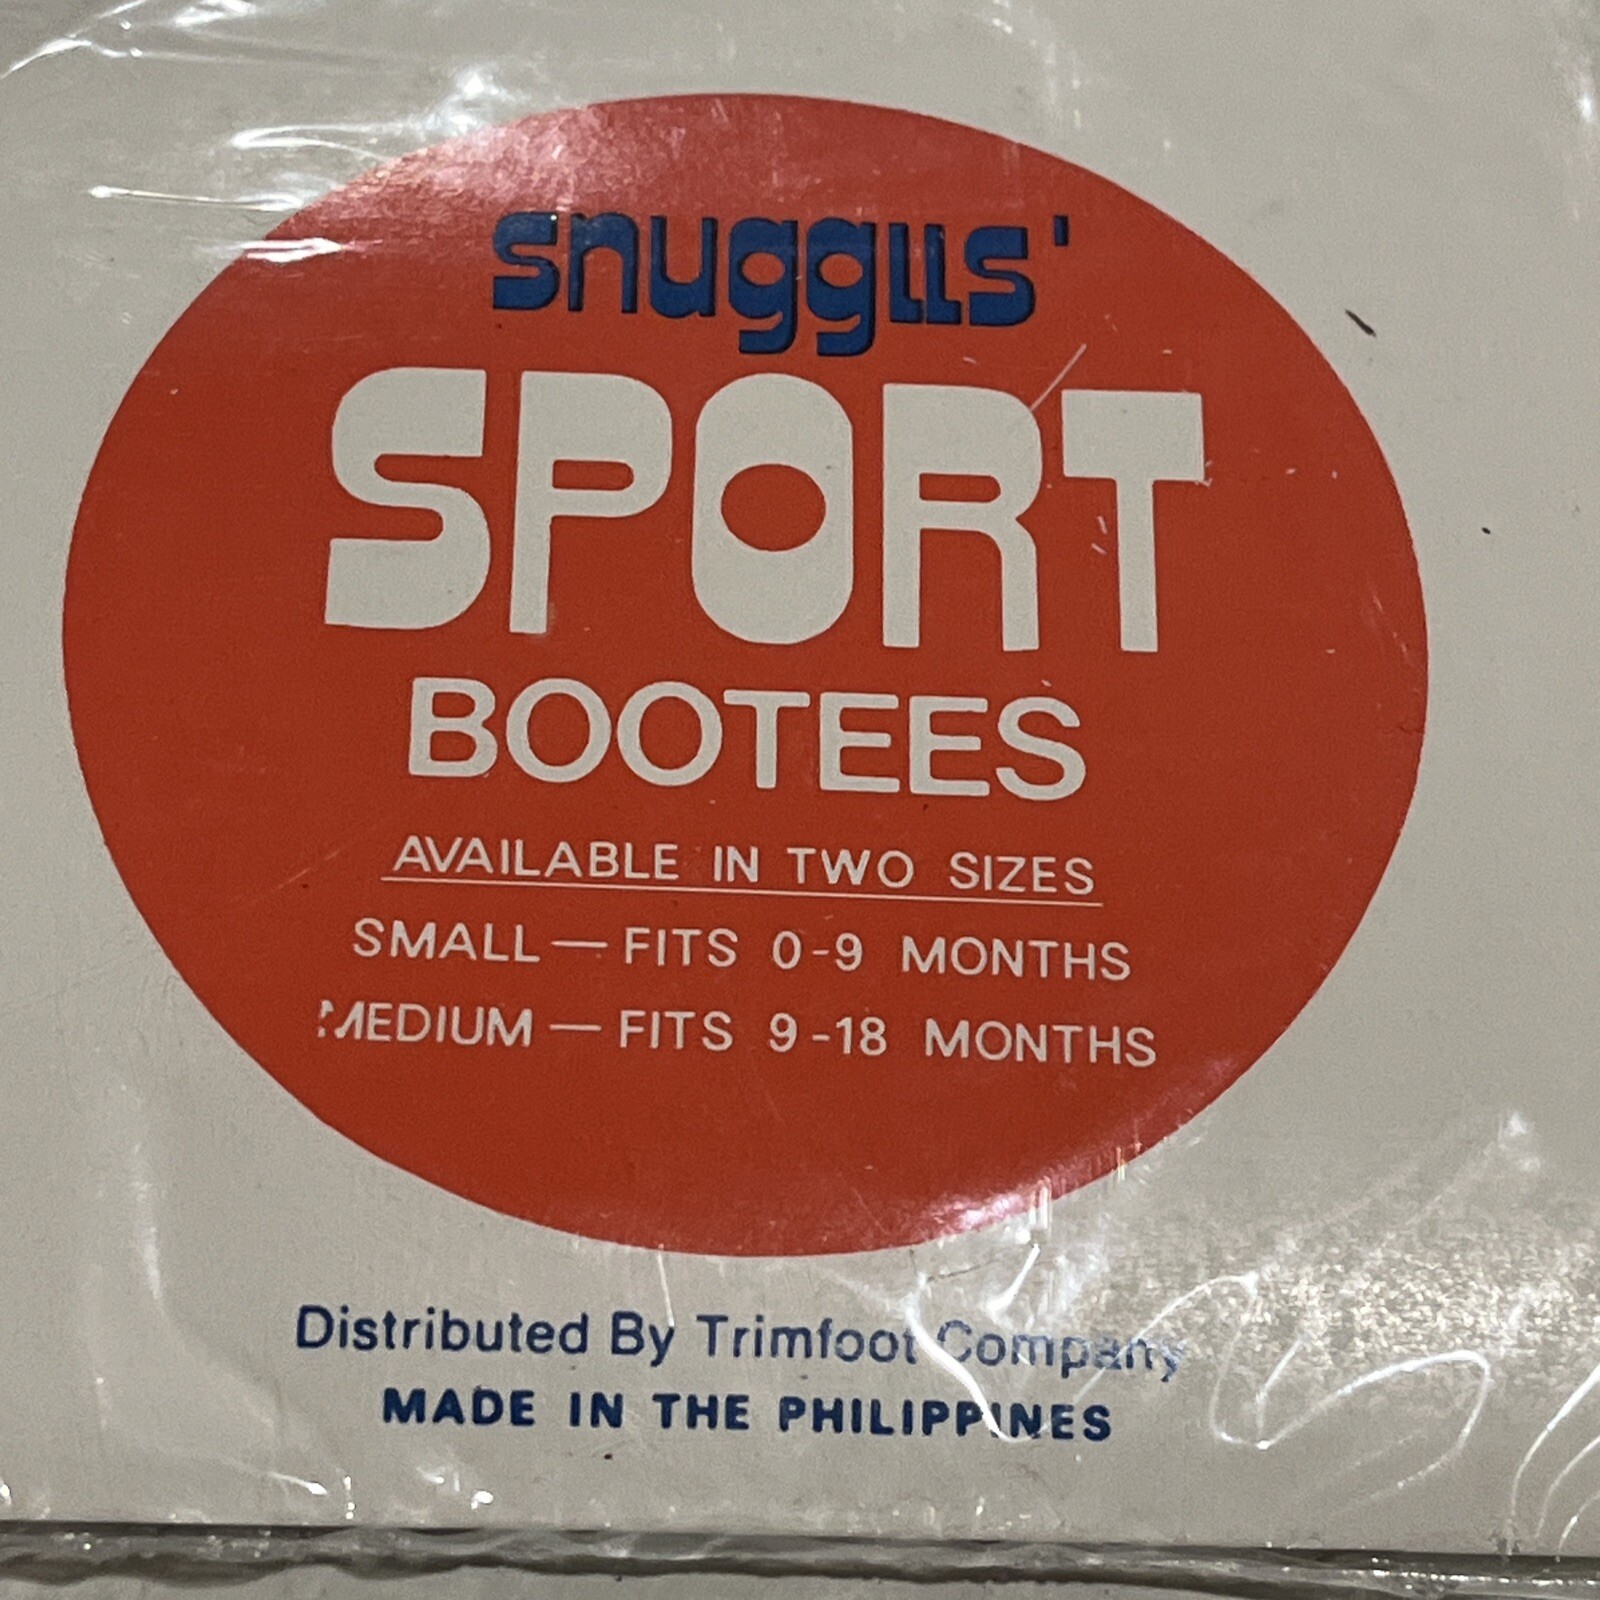 snuggls'
SPORT
BOOTEES
AVAILABLE IN TWO SIZES
SMALL — FITS 0-9 MONTHS
MEDIUM — FITS 9-18 MONTHS
Distributed By Trimfoot Company
MADE IN THE PHILIPPINES